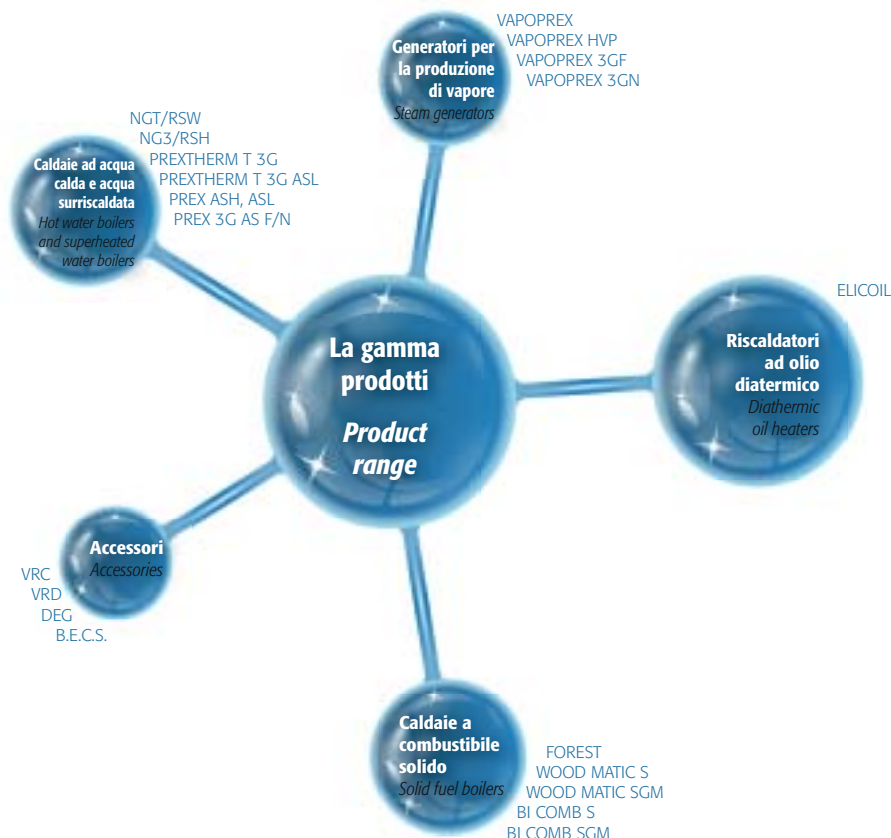 VAPOPREX
VAPOPREX HVP
VAPOPREX 3GF
VAPOPREX 3GN
Generatori per
la produzione
di vapore
Steam generators
NGT/RSW
NG3/RSH
PREXTHERM T 3G
PREXTHERM T 3G ASL
PREX ASH, ASL
PREX 3G AS F/N
Caldaie ad acqua
calda e acqua
surriscaldata
Hot water boilers
and superheated
water boilers
ELICOIL
Riscaldatori
ad olio
diatermico
Diathermic
oil heaters
La gamma
prodotti
Product
range
Accessori
Accessories
VRC
VRD
DEG
B.E.C.S.
Caldaie a
combustibile
solido
Solid fuel boilers
FOREST
WOOD MATIC S
WOOD MATIC SGM
BI COMB S
BI COMB SGM